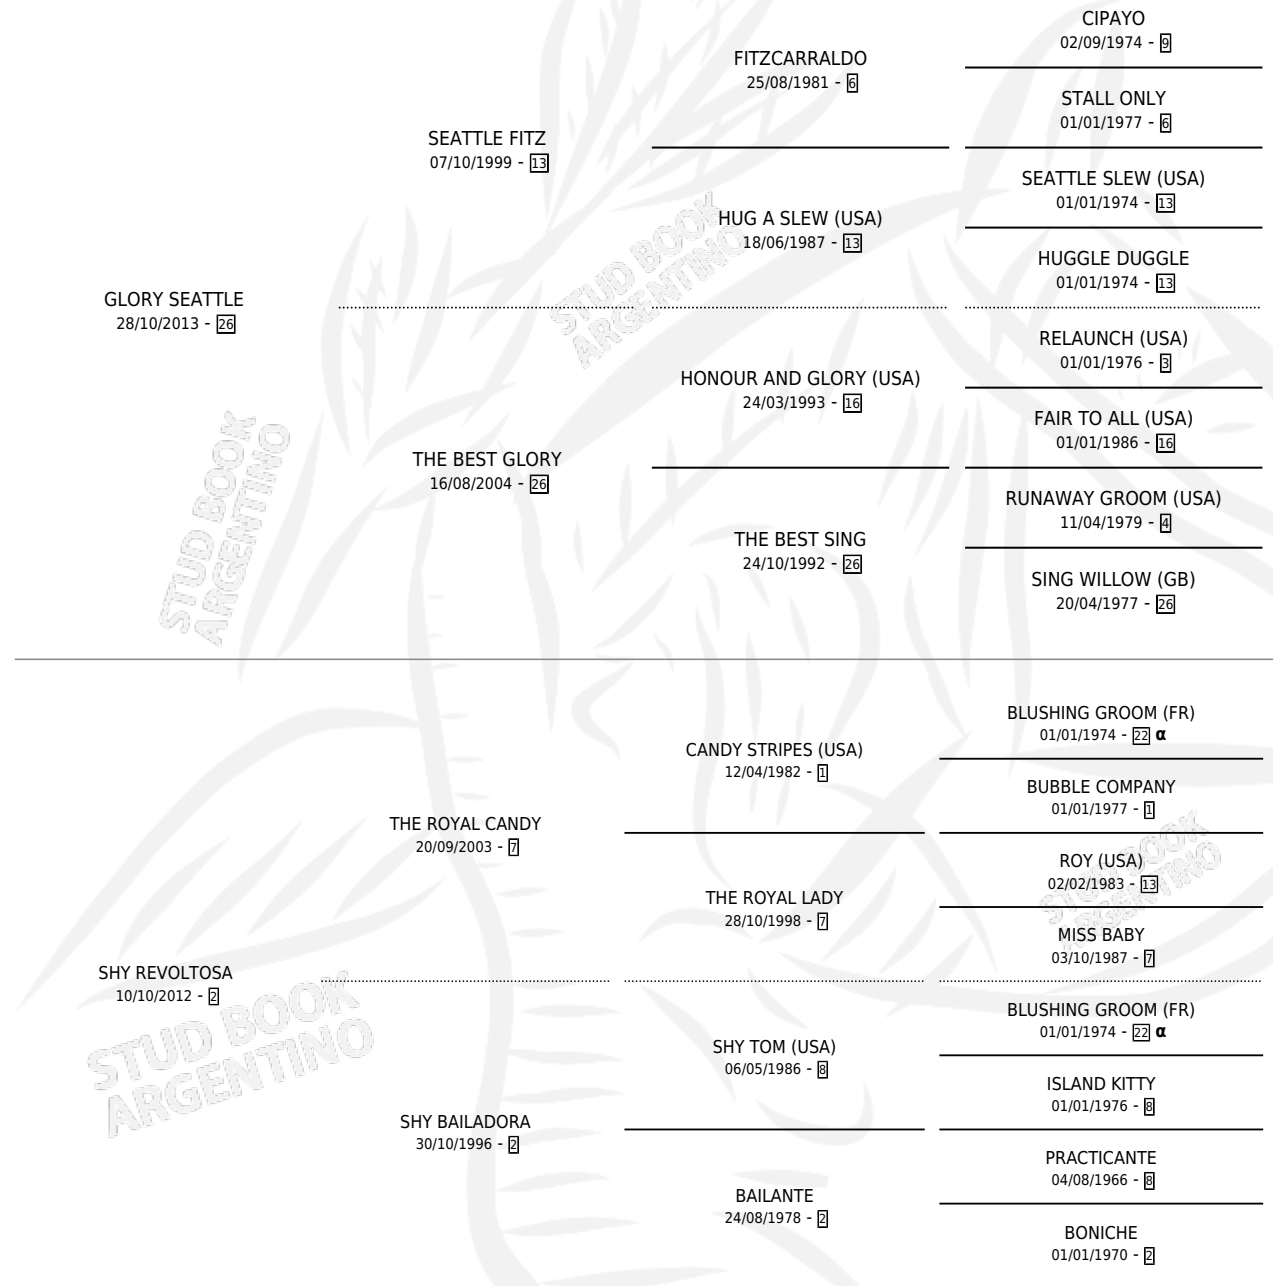 CIPAYO
02/09/1974 - 9
FITZCARRALDO
25/08/1981 - 6
STALL ONLY
01/01/1977 - 6
SEATTLE FITZ
07/10/1999 - 13
SEATTLE SLEW (USA)
01/01/1974 - 13
HUG A SLEW (USA)
18/06/1987 - 13
HUGGLE DUGGLE
01/01/1974 - 13
GLORY SEATTLE
28/10/2013 - 26
RELAUNCH (USA)
01/01/1976 - 3
HONOUR AND GLORY (USA)
24/03/1993 - 16
FAIR TO ALL (USA)
01/01/1986 - 16
THE BEST GLORY
16/08/2004 - 26
RUNAWAY GROOM (USA)
11/04/1979 - 4
THE BEST SING
24/10/1992 - 26
SING WILLOW (GB)
20/04/1977 - 26
BLUSHING GROOM (FR)
01/01/1974 - 22 α
CANDY STRIPES (USA)
12/04/1982 - 1
BUBBLE COMPANY
01/01/1977 - 1
THE ROYAL CANDY
20/09/2003 - 7
ROY (USA)
02/02/1983 - 13
THE ROYAL LADY
28/10/1998 - 7
MISS BABY
03/10/1987 - 7
SHY REVOLTOSA
10/10/2012 - 2
BLUSHING GROOM (FR)
01/01/1974 - 22 α
SHY TOM (USA)
06/05/1986 - 8
ISLAND KITTY
01/01/1976 - 8
SHY BAILADORA
30/10/1996 - 2
PRACTICANTE
04/08/1966 - 8
BAILANTE
24/08/1978 - 2
BONICHE
01/01/1970 - 2
STUD BOOK
ARGENTINO
STUD BOOK
ARGENTINO
STUD BOOK
ARGENTINO
STUD BOOK
ARGENTINO